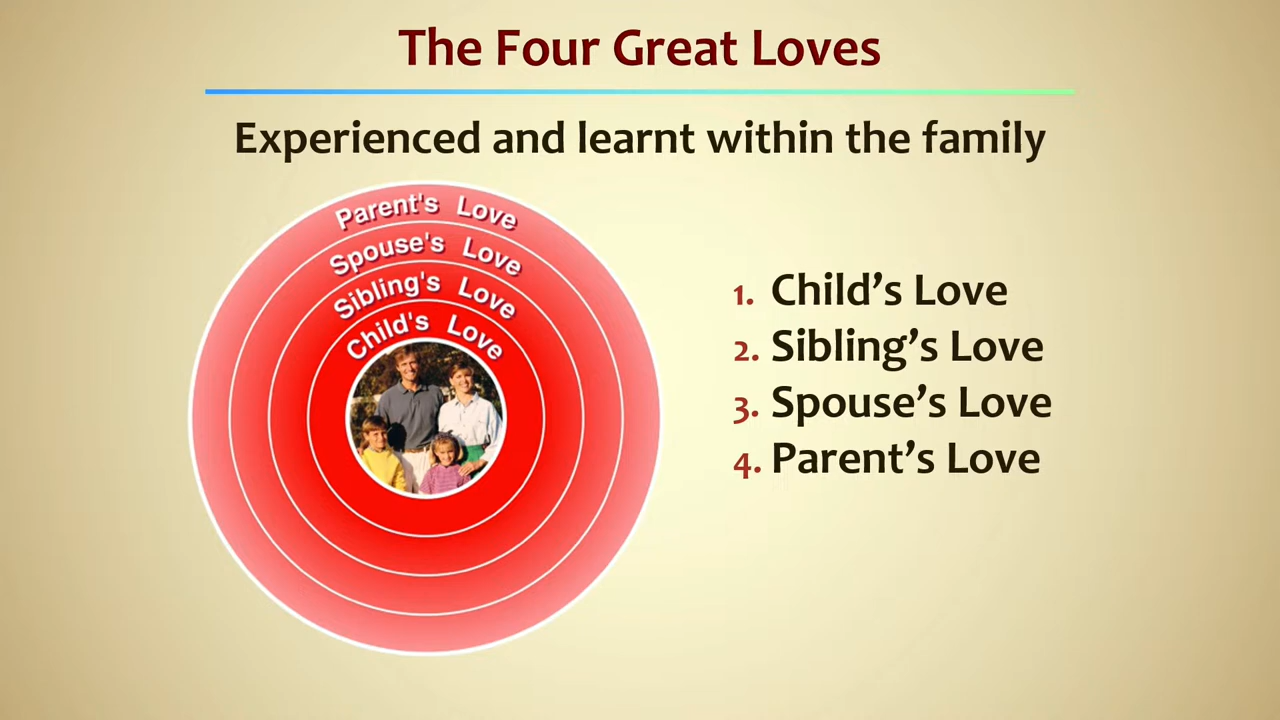 The Four Great Loves
Experienced and learnt within the family
Parent's Love
Spouse's Love
Sibling's Love
Child's Love
1. Child’s Love
2. Sibling’s Love
3. Spouse’s Love
4. Parent’s Love